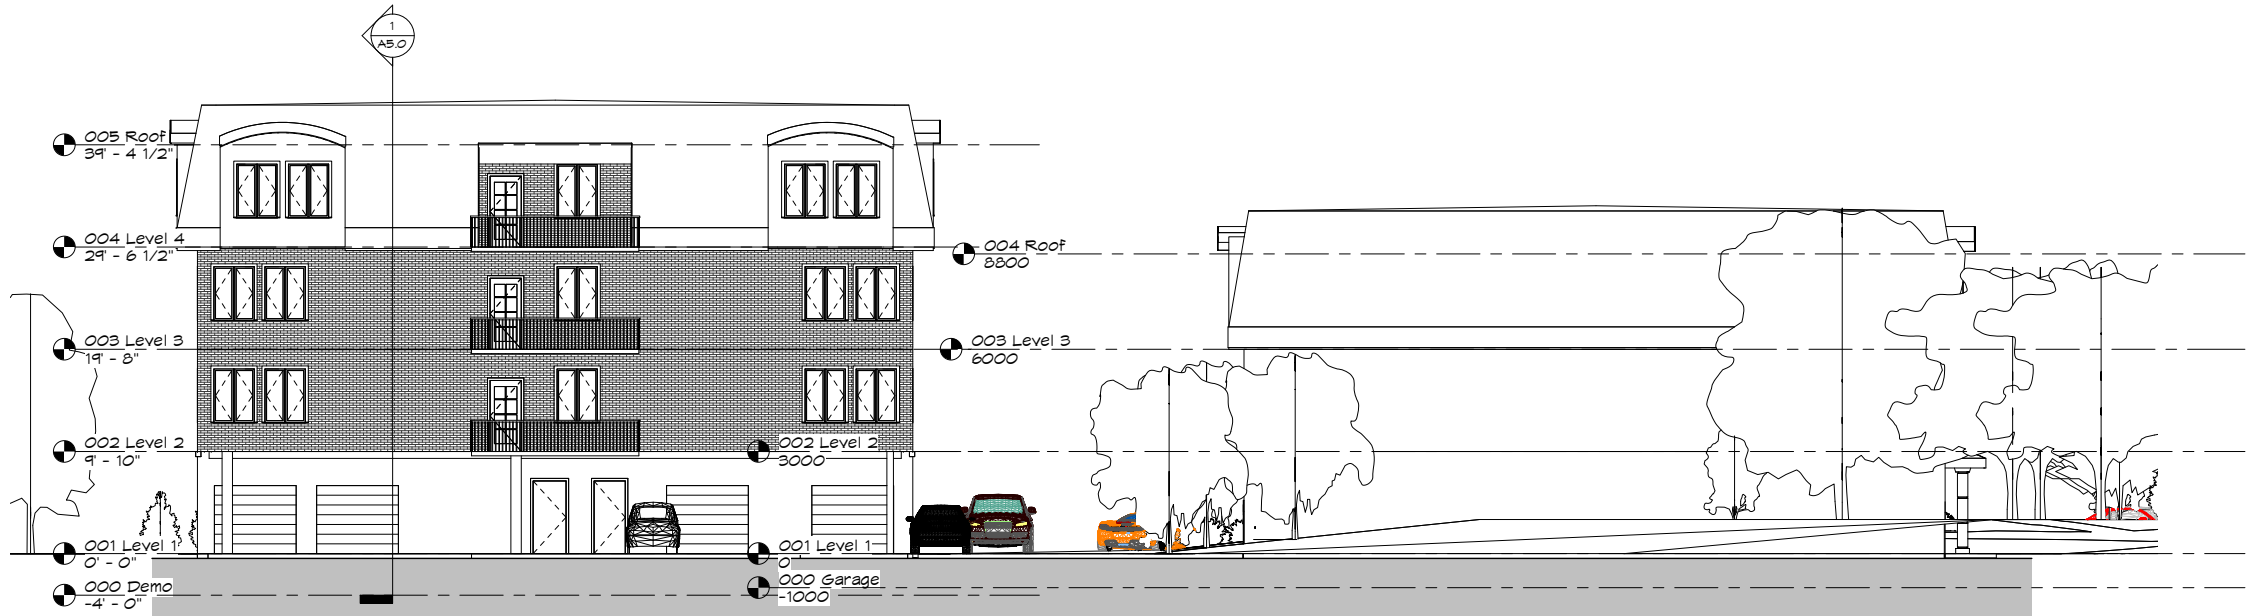 1
A5.0
005 Roof
39' - 4 1/2"
004 Level 4
29' - 6 1/2"
004 Roof
8800
003 Level 3
19' - 8"
003 Level 3
6000
002 Level 2
9' - 10"
002 Level 2
3000
001 Level 1
0' - 0"
001 Level 1
0
000 Demo
-4' - 0"
000 Garage
-1000